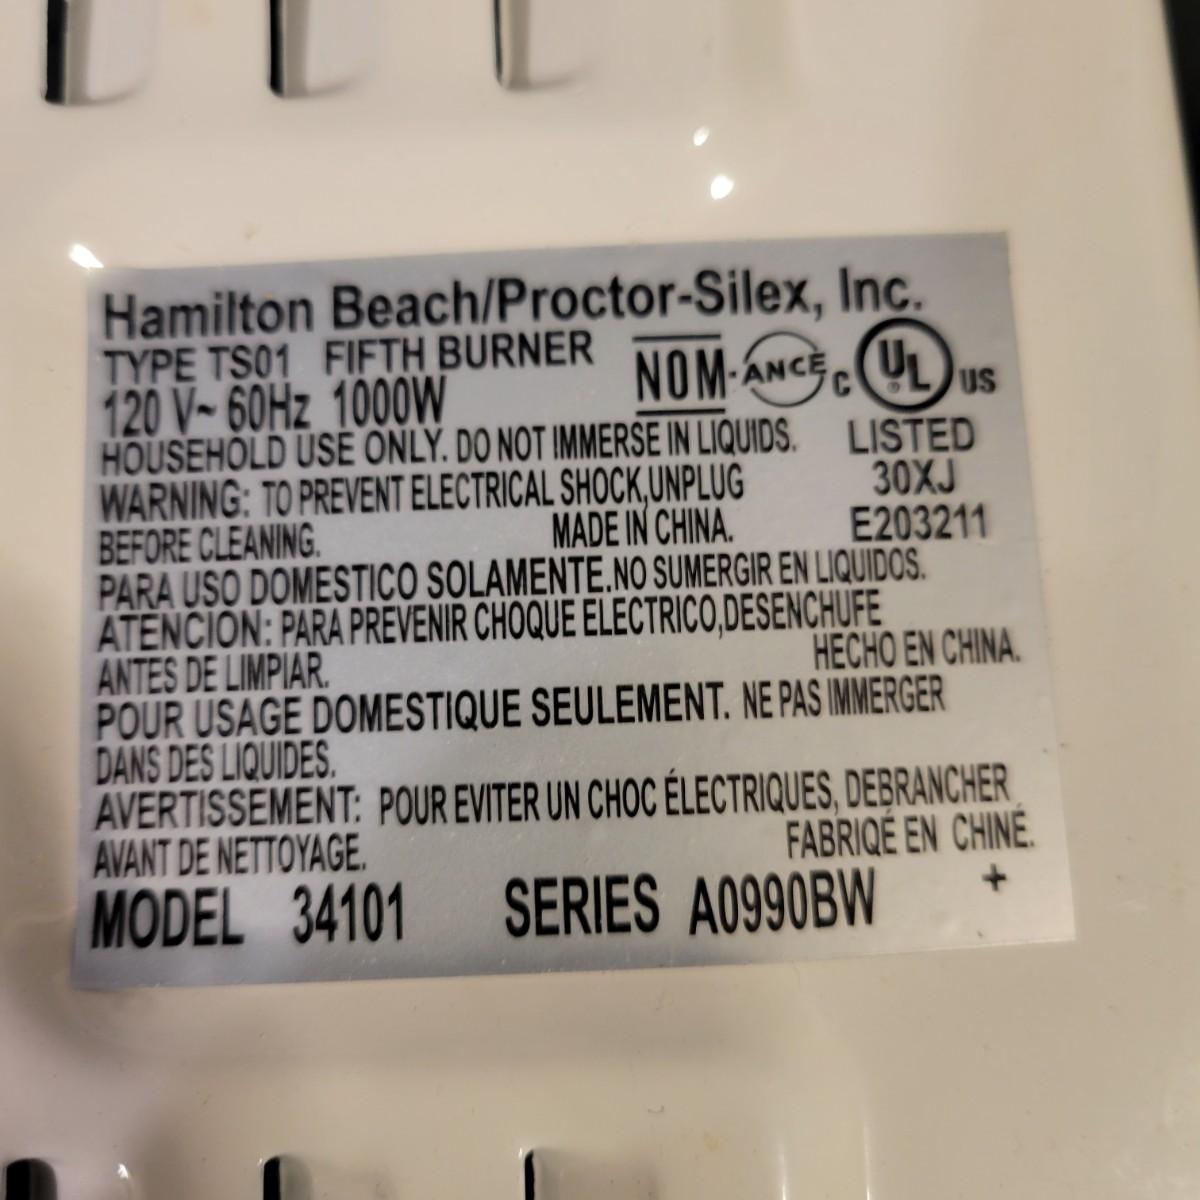 Hamilton Beach/Proctor-Silex, Inc.
TYPE TS01 FIFTH BURNER
120 V~ 60Hz 1000W
NOM-ANCE
C UL ® US
LISTED
30XJ
E203211
HOUSEHOLD USE ONLY. DO NOT IMMERSE IN LIQUIDS.
WARNING: TO PREVENT ELECTRICAL SHOCK,UNPLUG
BEFORE CLEANING. MADE IN CHINA.
PARA USO DOMESTICO SOLAMENTE.NO SUMERGIR EN LIQUIDOS.
ATENCION: PARA PREVENIR CHOQUE ELECTRICO,DESENCHUFE
ANTES DE LIMPIAR. HECHO EN CHINA.
POUR USAGE DOMESTIQUE SEULEMENT. NE PAS IMMERGER
DANS DES LIQUIDES.
AVERTISSEMENT: POUR EVITER UN CHOC ÉLECTRIQUES, DEBRANCHER
AVANT DE NETTOYAGE. FABRIQÉ EN CHINÉ.
MODEL 34101 SERIES A0990BW +